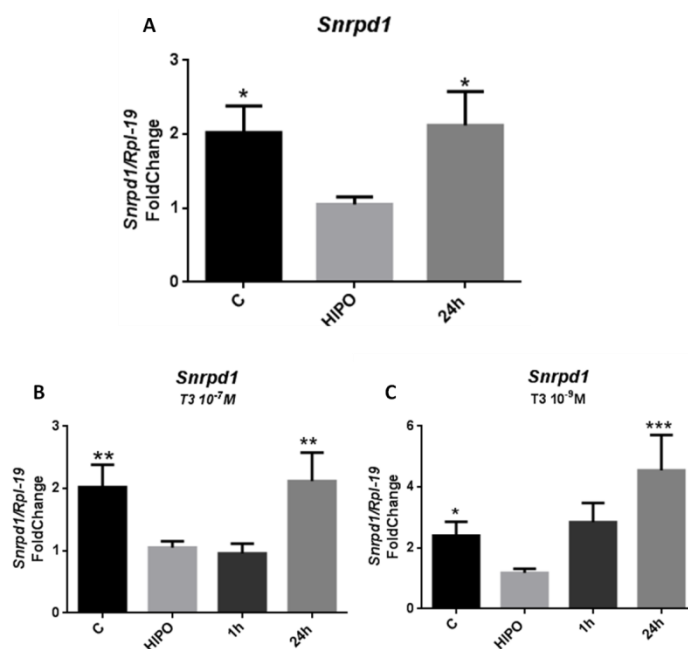 A
Snrpd1
Snrpd1/Rpl-19
FoldChange
3
2
1
0
*
*
C
HIPO
24h
B
Snrpd1
T3 10⁻⁷M
Snrpd1/Rpl-19
FoldChange
3
2
1
0
**
**
C
HIPO
1h
24h
C
Snrpd1
T3 10⁻⁹M
Snrpd1/Rpl-19
FoldChange
6
4
2
0
*
***
C
HIPO
1h
24h